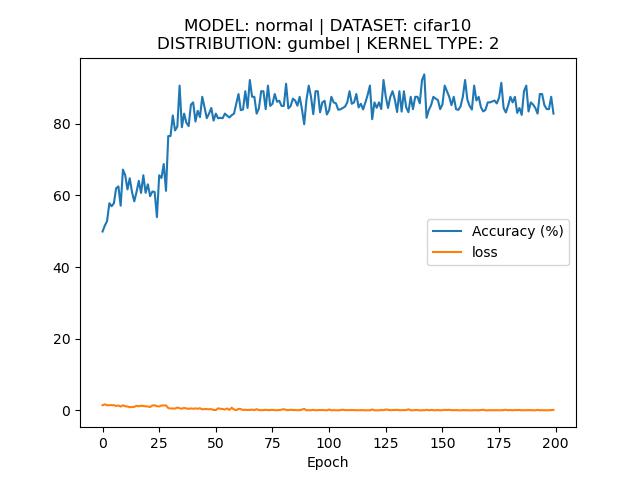 MODEL: normal | DATASET: cifar10
DISTRIBUTION: gumbel | KERNEL TYPE: 2
80
60
40
20
0
Accuracy (%)
loss
0 25 50 75 100 125 150 175 200
Epoch